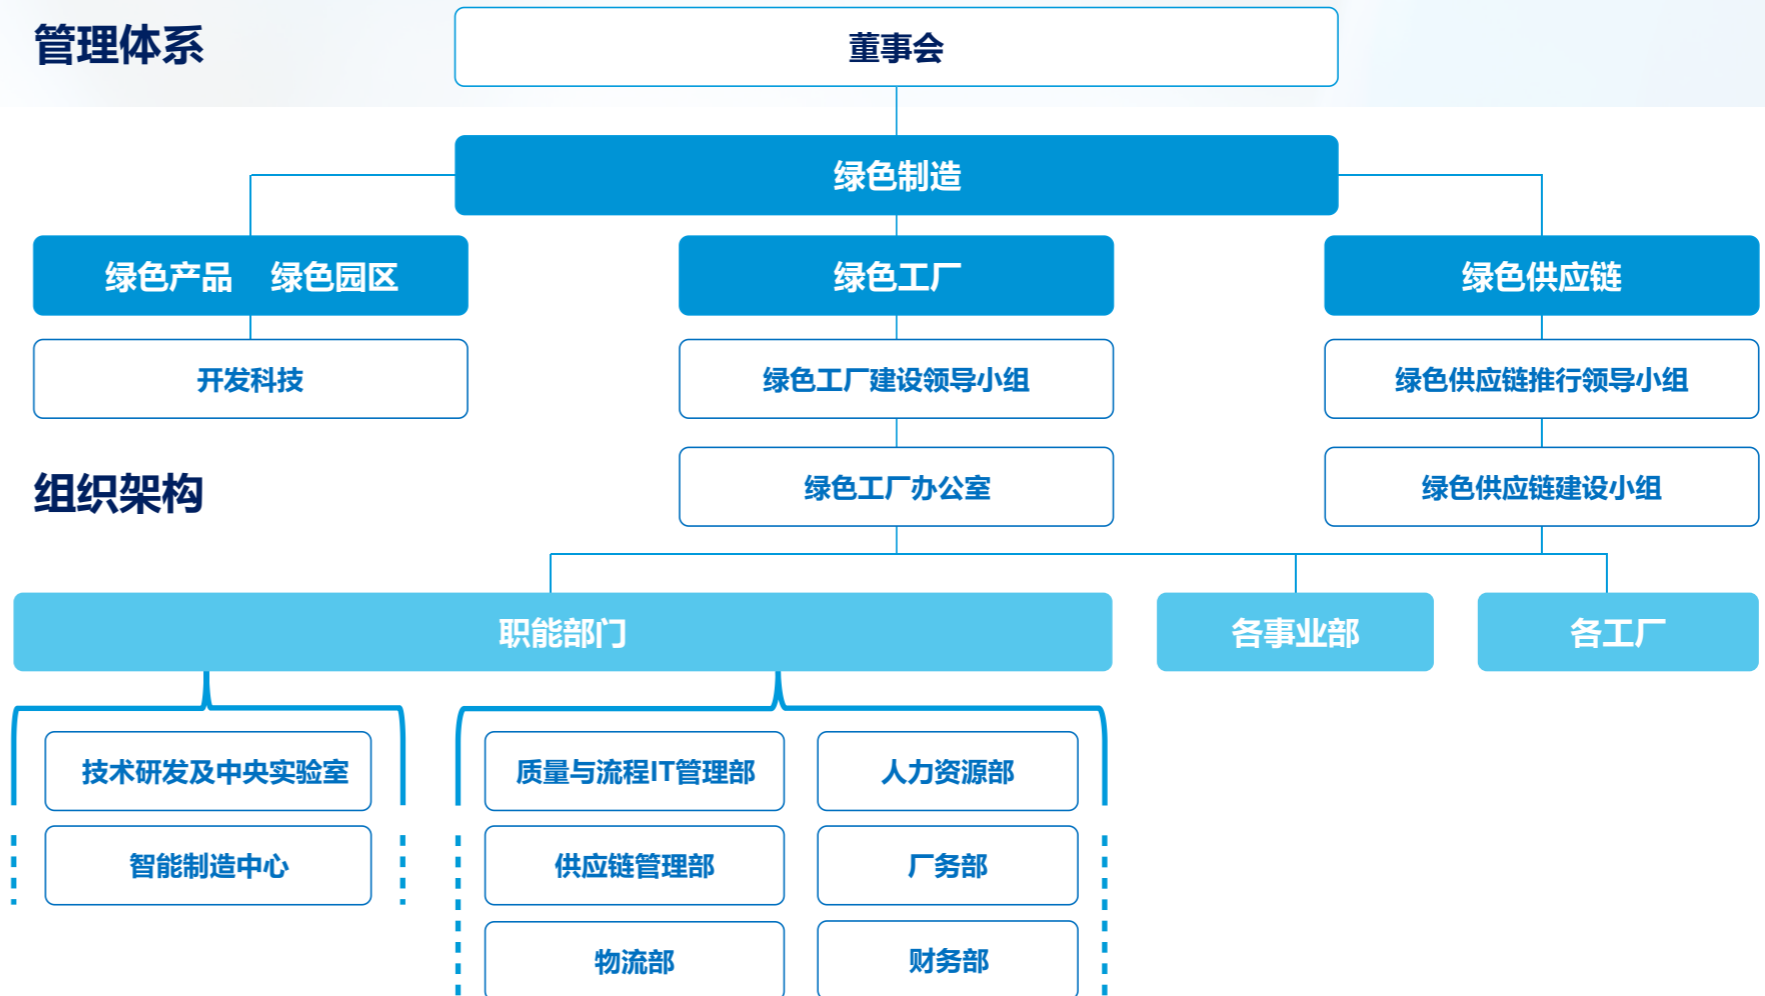 管理体系
董事会
绿色制造
绿色产品 绿色园区
绿色工厂
绿色供应链
开发科技
绿色工厂建设领导小组
绿色供应链推行领导小组
组织架构
绿色工厂办公室
绿色供应链建设小组
职能部门
各事业部
各工厂
技术研发及中央实验室
质量与流程IT管理部
人力资源部
智能制造中心
供应链管理部
厂务部
物流部
财务部